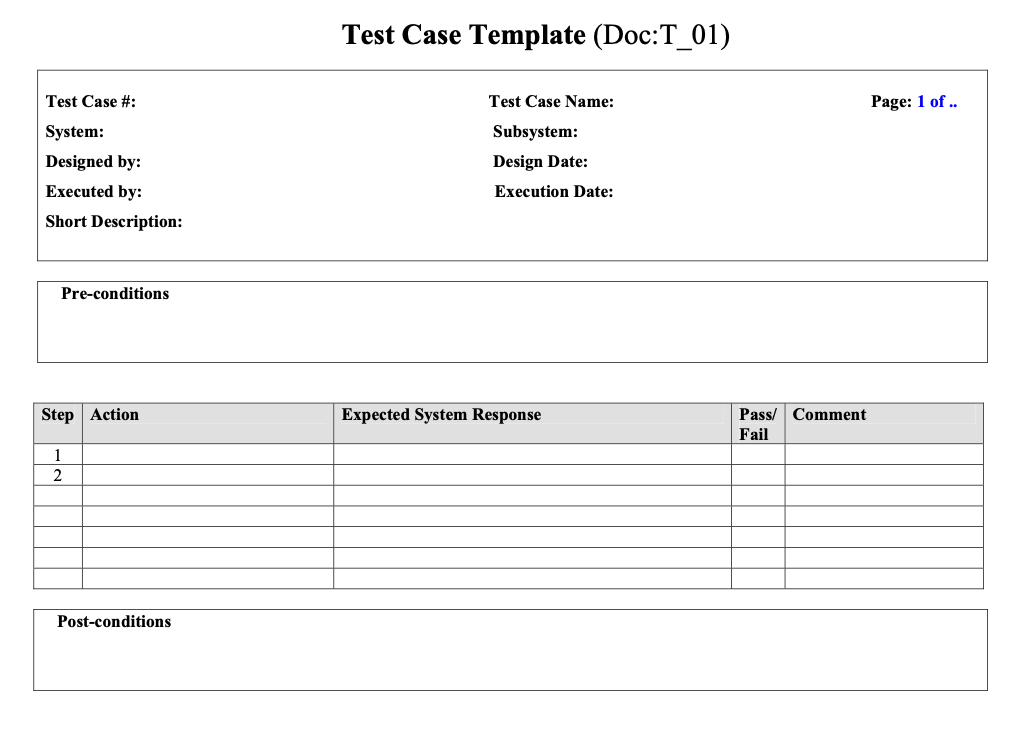 Test Case Template (Doc:T_01)
Test Case #: Test Case Name: Page: 1 of ..
System: Subsystem:
Designed by: Design Date:
Executed by: Execution Date:
Short Description:
Pre-conditions
Step Action Expected System Response Pass/ Comment
Fail
1
2
Post-conditions